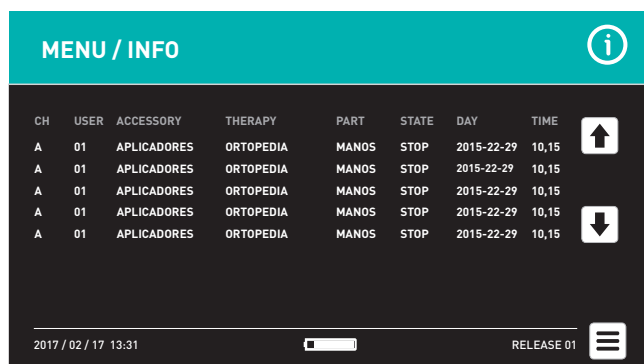 MENU / INFO
CH USER ACCESSORY THERAPY PART STATE DAY TIME
A 01 APLICADORES ORTOPEDIA MANOS STOP 2015-22-29 10,15
A 01 APLICADORES ORTOPEDIA MANOS STOP 2015-22-29 10,15
A 01 APLICADORES ORTOPEDIA MANOS STOP 2015-22-29 10,15
A 01 APLICADORES ORTOPEDIA MANOS STOP 2015-22-29 10,15
A 01 APLICADORES ORTOPEDIA MANOS STOP 2015-22-29 10,15
2017 / 02 / 17 13:31 RELEASE 01